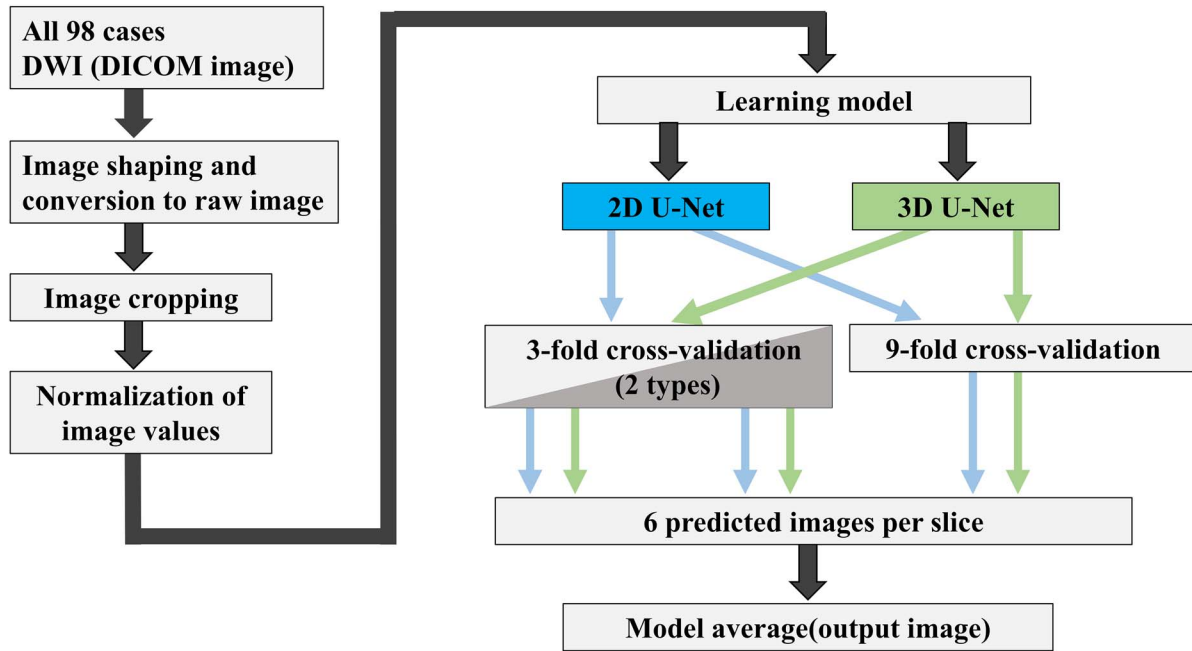 All 98 cases
DWI (DICOM image)
Image shaping and
conversion to raw image
Image cropping
Normalization of
image values
Learning model
2D U-Net
3D U-Net
3-fold cross-validation
(2 types)
9-fold cross-validation
6 predicted images per slice
Model average(output image)